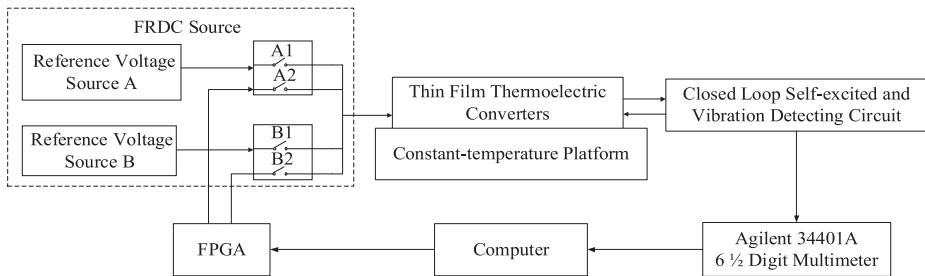 FRDC Source
Reference Voltage
Source A
A1
A2
Reference Voltage
Source B
B1
B2
Thin Film Thermoelectric
Converters
Constant-temperature Platform
Closed Loop Self-excited and
Vibration Detecting Circuit
FPGA
Computer
Agilent 34401A
6 ½ Digit Multimeter